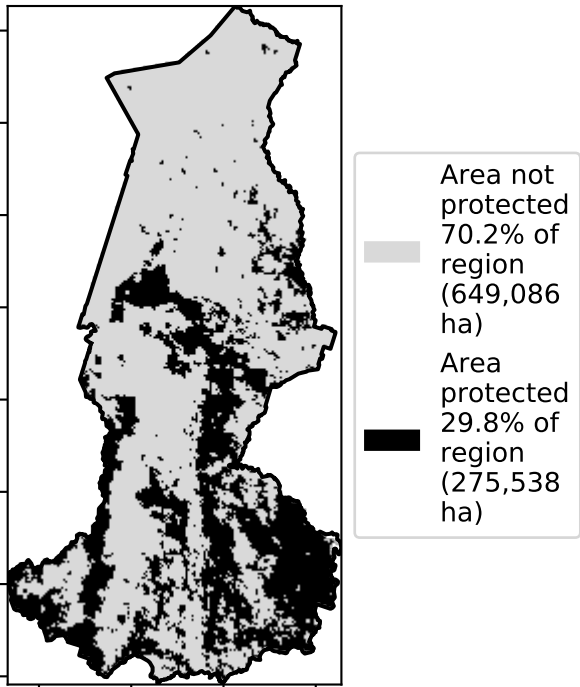 Area not
protected
70.2% of
region
(649,086
ha)
Area
protected
29.8% of
region
(275,538
ha)